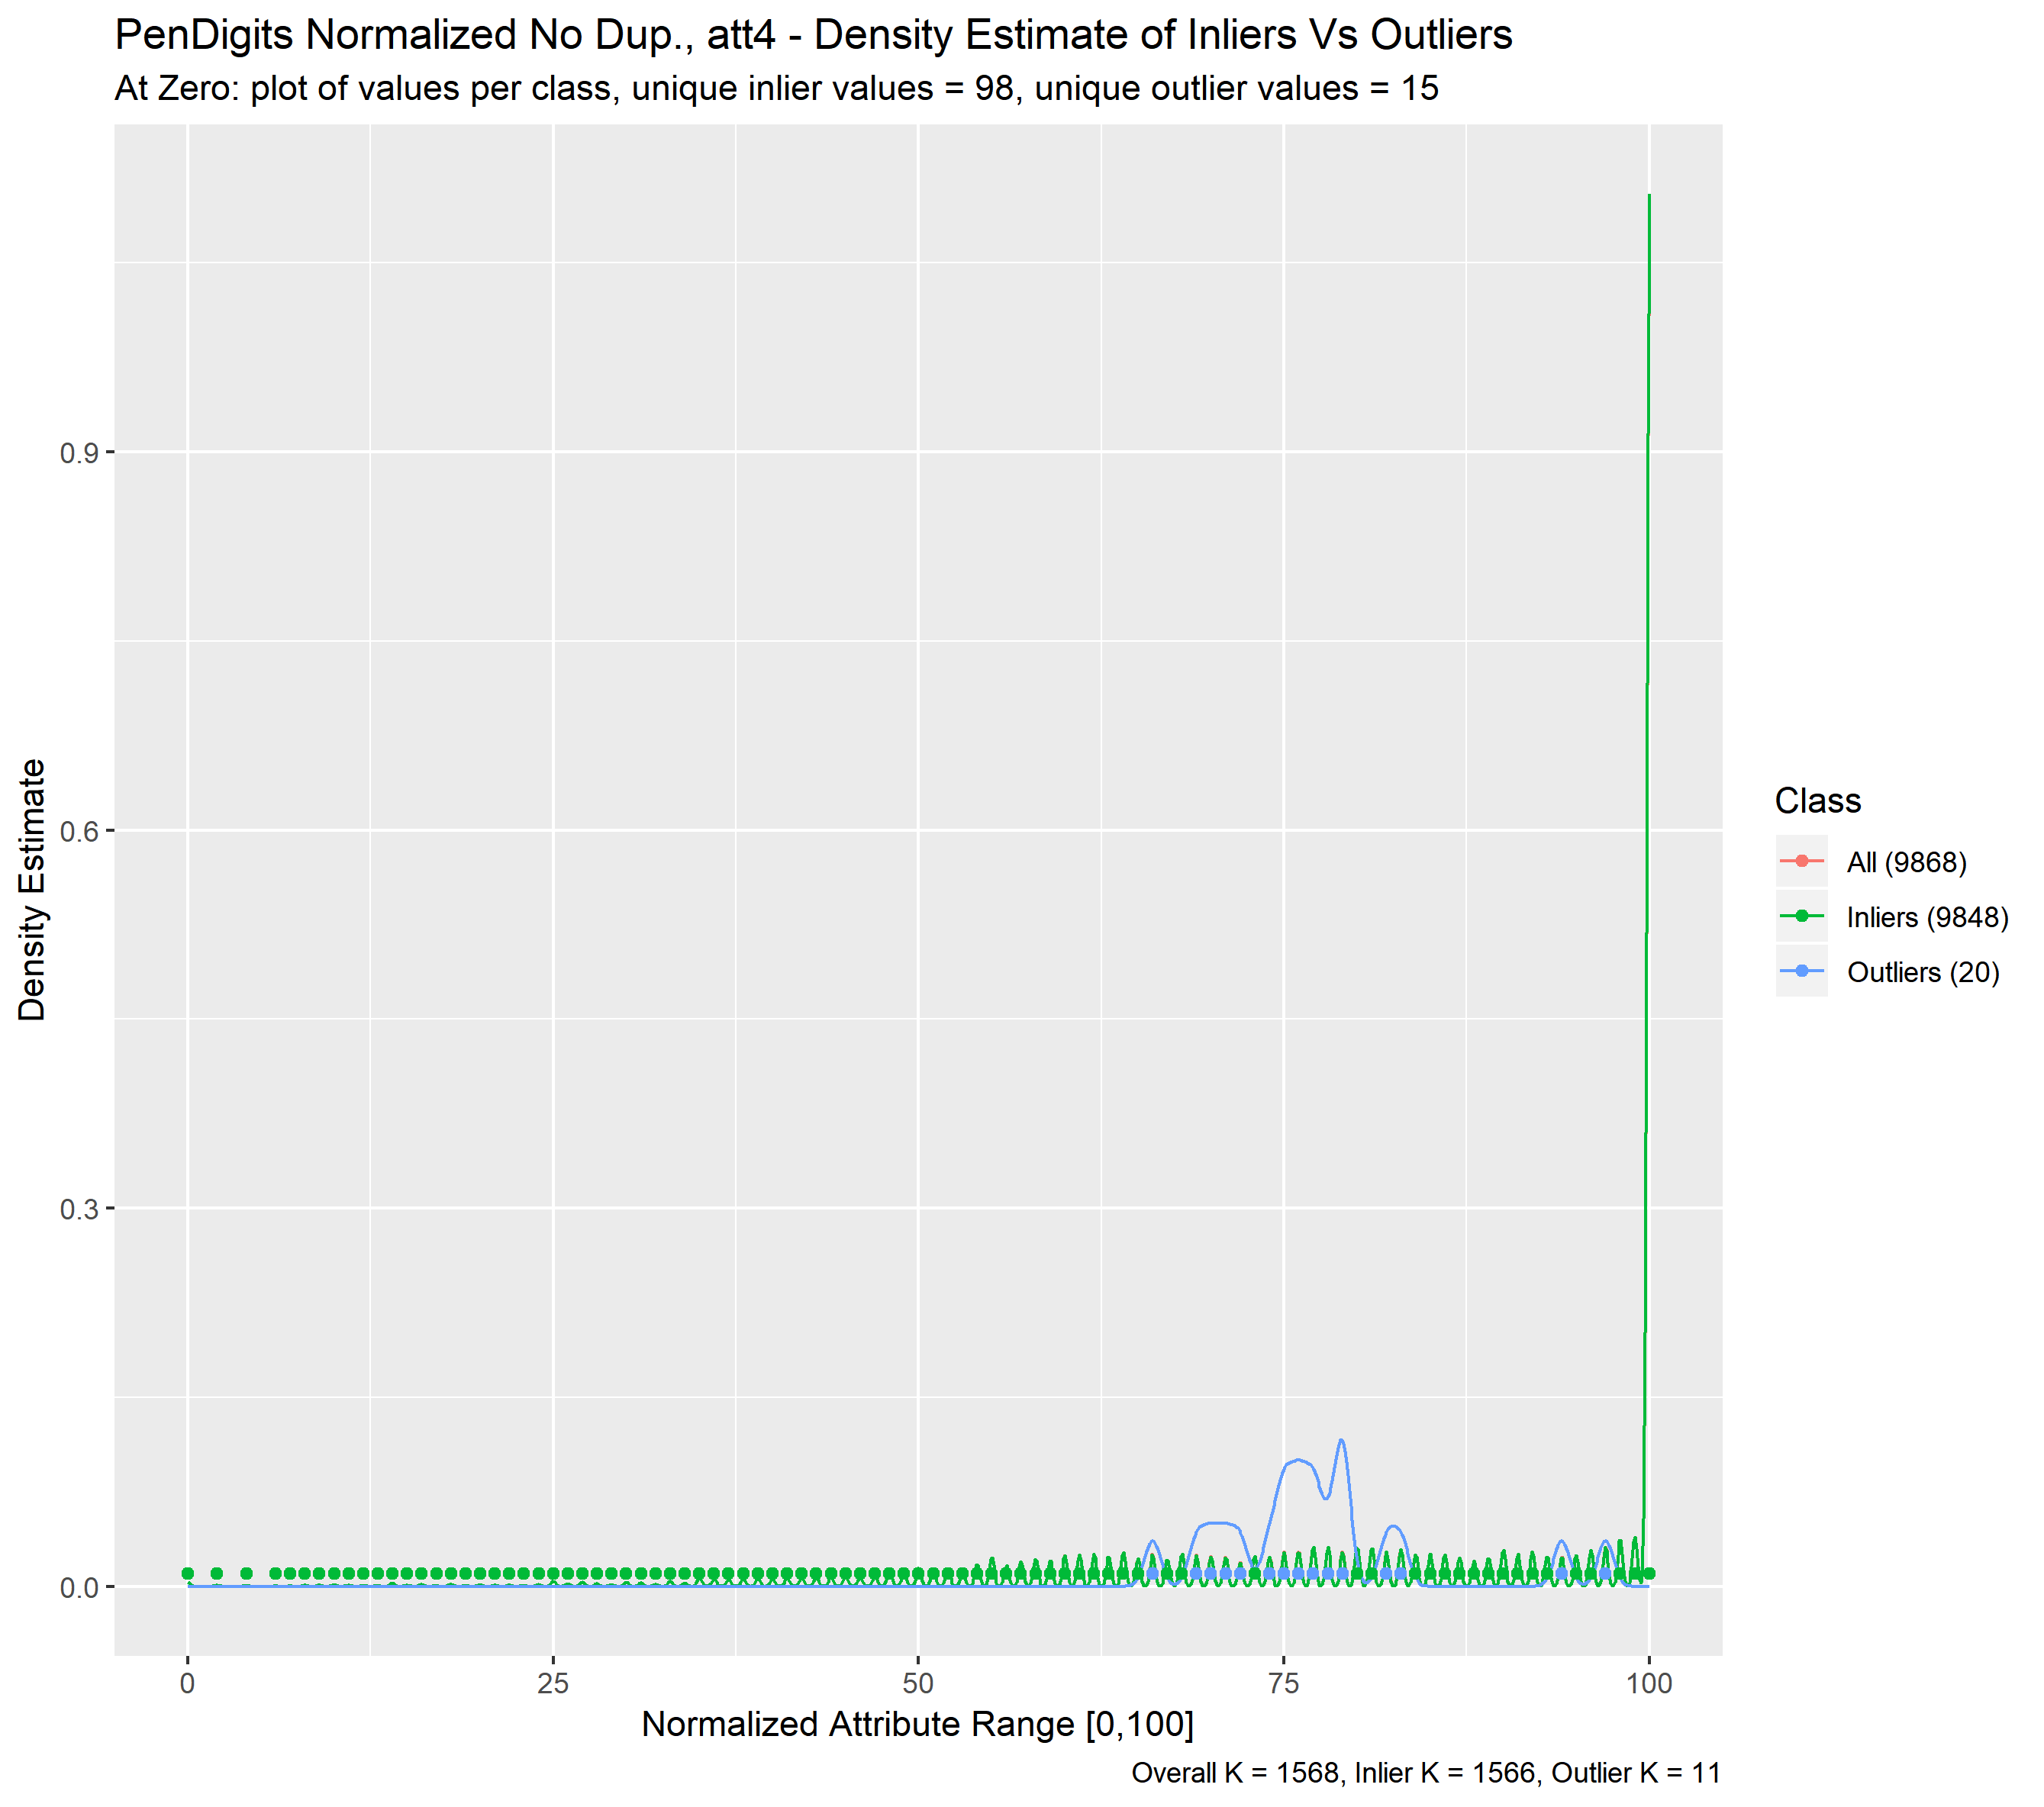 PenDigits Normalized No Dup., att4 - Density Estimate of Inliers Vs Outliers
At Zero: plot of values per class, unique inlier values = 98, unique outlier values = 15
Density Estimate
0.9
0.6
0.3
0.0
0 25 50 75 100
Normalized Attribute Range [0,100]
Class
All (9868)
Inliers (9848)
Outliers (20)
Overall K = 1568, Inlier K = 1566, Outlier K = 11